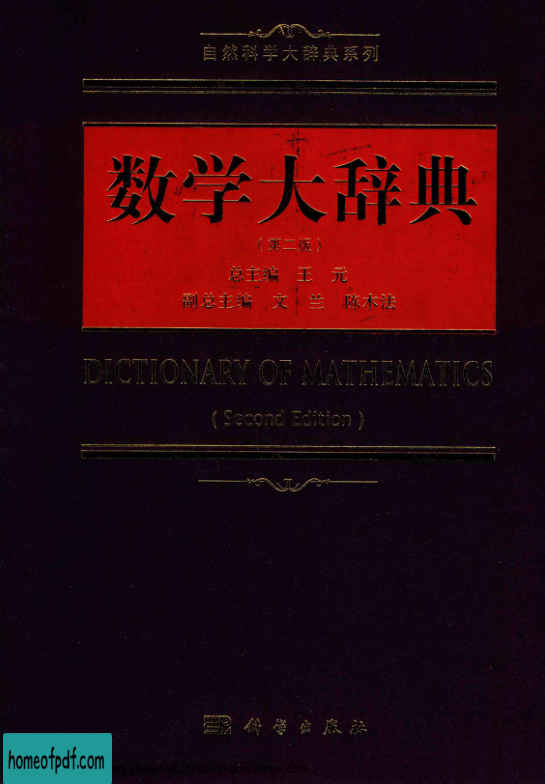 自然科学大辞典系列
数学大辞典
（第二版）
总主编 王 元
副总主编 文 兰 陈木法
DICTIONARY OF MATHEMATICS
( Second Edition )
科学出版社
homeofpdf.com